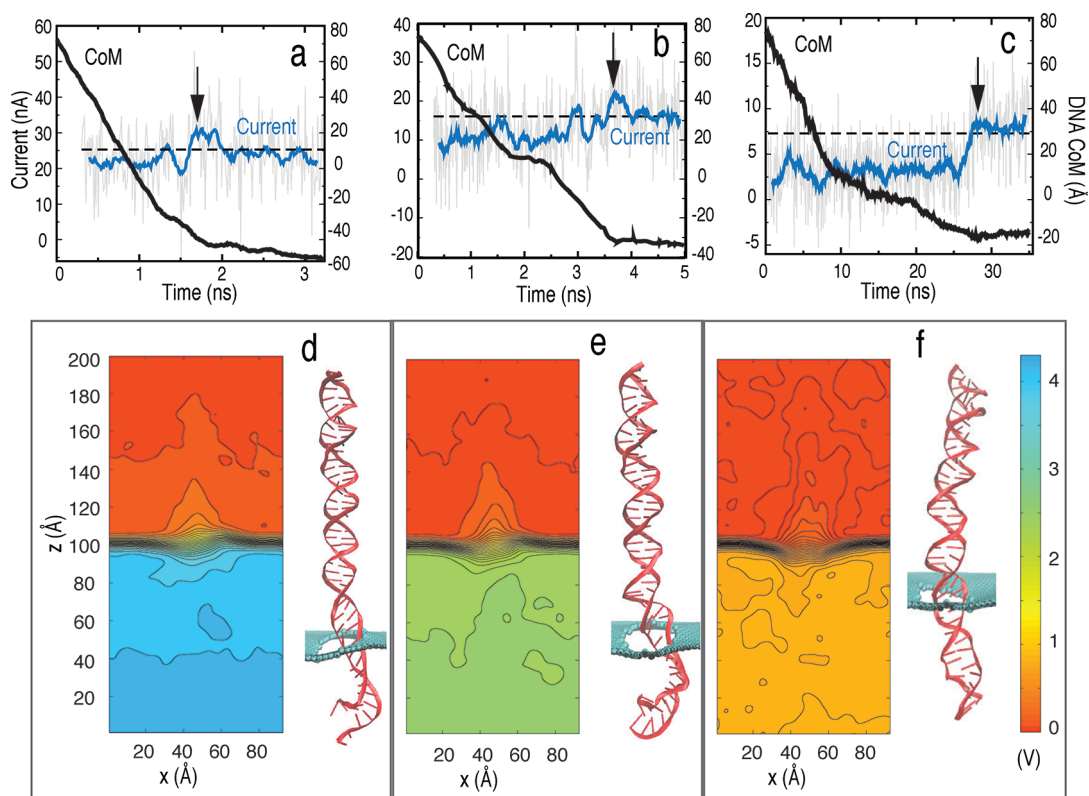 a
CoM
Current
Current (nA)
60
50
40
30
20
10
0
80
60
40
20
0
-20
-40
-60
0
1
2
3
Time (ns)
b
CoM
Current
40
30
20
10
0
-10
-20
80
60
40
20
0
-20
-40
0
1
2
3
4
5
Time (ns)
c
CoM
Current
20
15
10
5
0
-5
80
60
40
20
0
-20
DNA CoM (Å)
0
10
20
30
Time (ns)
d
z (Å)
200
180
160
140
120
100
80
60
40
20
20 40 60 80
x (Å)
e
20 40 60 80
x (Å)
f
20 40 60 80
x (Å)
4
3
2
1
0
(V)